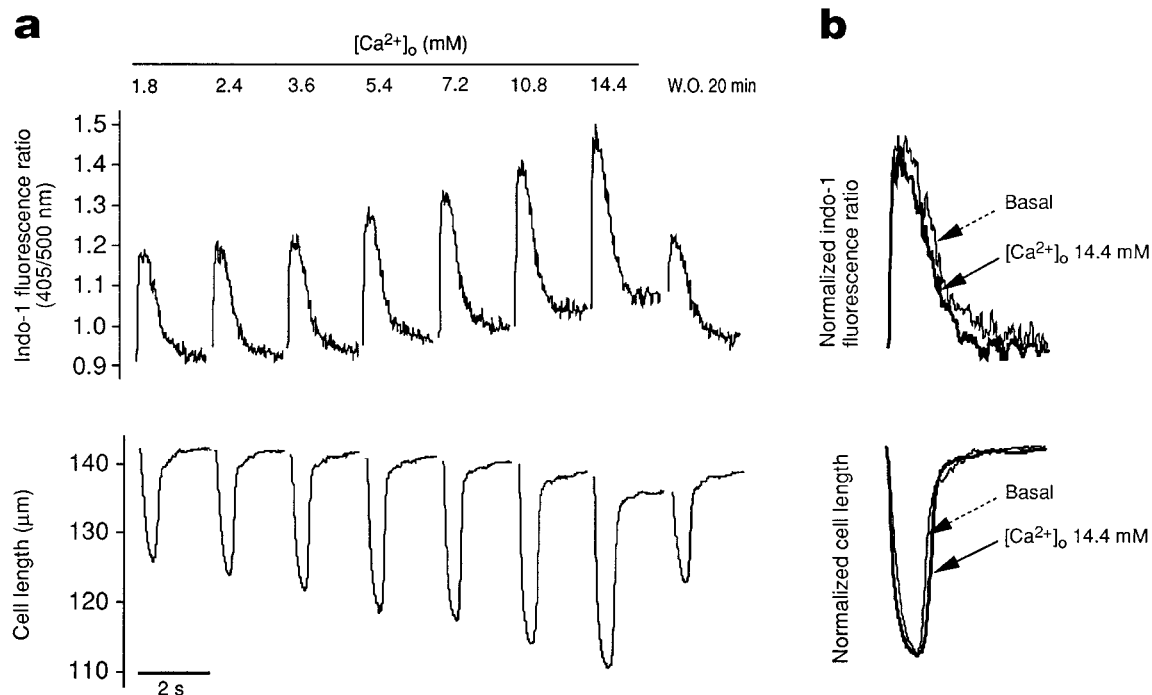 a
[Ca²⁺]ₒ (mM)
1.8 2.4 3.6 5.4 7.2 10.8 14.4 W.O. 20 min
Indo-1 fluorescence ratio
(405/500 nm)
1.5
1.4
1.3
1.2
1.1
1.0
0.9
Cell length (μm)
140
130
120
110
2 s
b
Normalized indo-1
fluorescence ratio
Basal
[Ca²⁺]ₒ 14.4 mM
Normalized cell length
Basal
[Ca²⁺]ₒ 14.4 mM